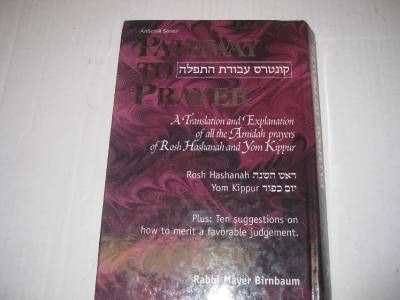 ArtScroll Series®
PATHWAY
TO
PRAYER
קונטרס עבודת התפלה
A Translation and Explanation
of all the Amidah prayers
of Rosh Hashanah and Yom Kippur
Rosh Hashanah ראש השנה
Yom Kippur יום כפור
Plus: Ten suggestions on
how to merit a favorable judgement.
Rabbi Mayer Birnbaum